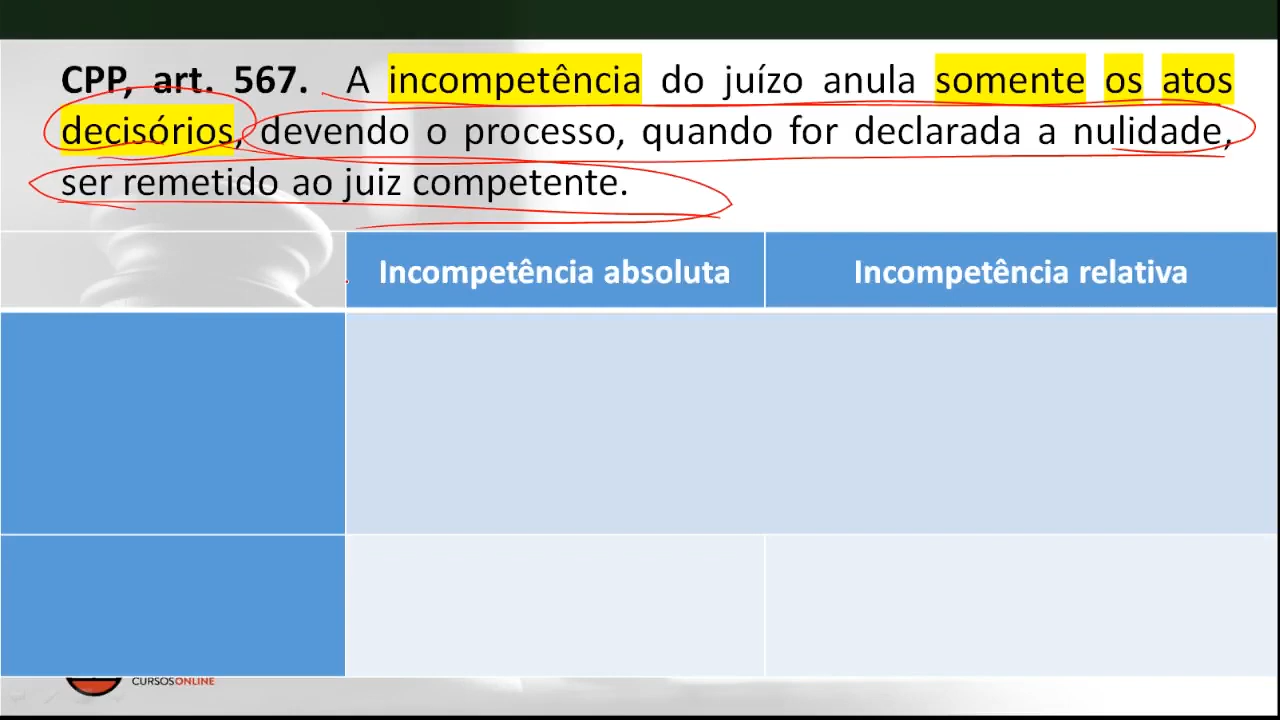 CPP, art. 567. A incompetência do juízo anula somente os atos
decisórios, devendo o processo, quando for declarada a nulidade,
ser remetido ao juiz competente.
Incompetência absoluta
Incompetência relativa
CURSOSONLINE